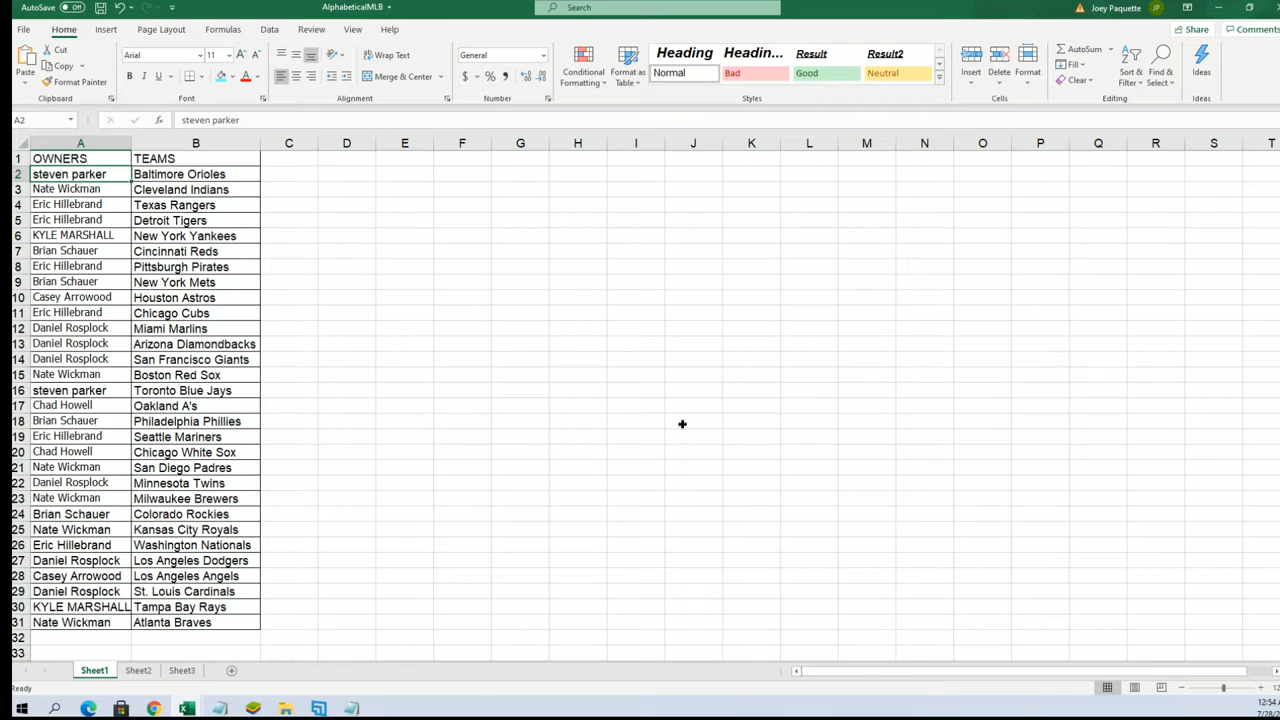 AutoSave Off AlphabeticalMLB Search Joey Paquette JP
File Home Insert Page Layout Formulas Data Review View Help Share Comments
Paste Cut Copy Format Painter Clipboard
Arial 11 B I U A Font
Wrap Text Merge & Center Alignment
General $ % Number
Conditional Formatting Format as Table Heading Headin... Result Result2 Normal Bad Good Neutral Styles
Insert Delete Format Cells
AutoSum Fill Clear Sort & Filter Find & Select Editing
Ideas Ideas
A2 fx steven parker
A B C D E F G H I J K L M N O P Q R S T
1 OWNERS TEAMS
2 steven parker Baltimore Orioles
3 Nate Wickman Cleveland Indians
4 Eric Hillebrand Texas Rangers
5 Eric Hillebrand Detroit Tigers
6 KYLE MARSHALL New York Yankees
7 Brian Schauer Cincinnati Reds
8 Eric Hillebrand Pittsburgh Pirates
9 Brian Schauer New York Mets
10 Casey Arrowood Houston Astros
11 Eric Hillebrand Chicago Cubs
12 Daniel Rosplock Miami Marlins
13 Daniel Rosplock Arizona Diamondbacks
14 Daniel Rosplock San Francisco Giants
15 Nate Wickman Boston Red Sox
16 steven parker Toronto Blue Jays
17 Chad Howell Oakland A's
18 Brian Schauer Philadelphia Phillies
19 Eric Hillebrand Seattle Mariners
20 Chad Howell Chicago White Sox
21 Nate Wickman San Diego Padres
22 Daniel Rosplock Minnesota Twins
23 Nate Wickman Milwaukee Brewers
24 Brian Schauer Colorado Rockies
25 Nate Wickman Kansas City Royals
26 Eric Hillebrand Washington Nationals
27 Daniel Rosplock Los Angeles Dodgers
28 Casey Arrowood Los Angeles Angels
29 Daniel Rosplock St. Louis Cardinals
30 KYLE MARSHALL Tampa Bay Rays
31 Nate Wickman Atlanta Braves
32
33
Sheet1 Sheet2 Sheet3
Ready
12:54
7/28/